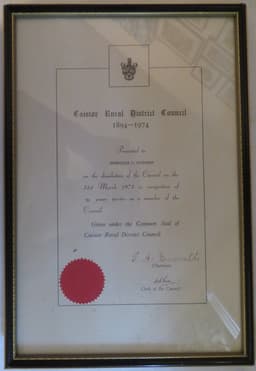 Caistor Rural District Council
1894—1974
Presented to
on the dissolution of the Council on the
31st March 1974 in recognition of
years service as a member of the
Council.
Given under the Common Seal of
Caistor Rural District Council
Chairman
Clerk of the Council